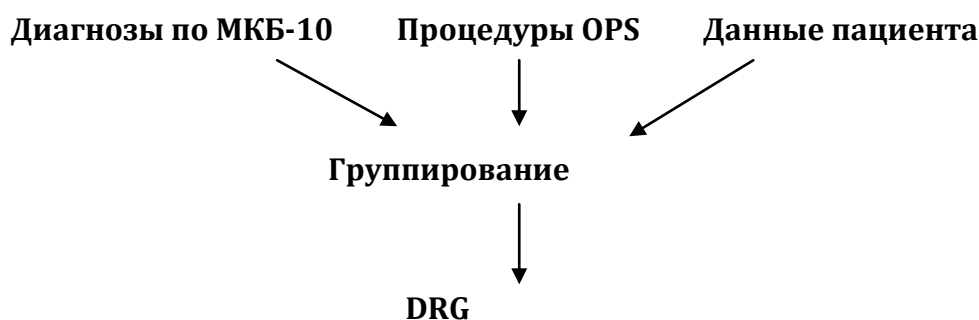 Диагнозы по МКБ-10 Процедуры OPS Данные пациента
Группирование
DRG